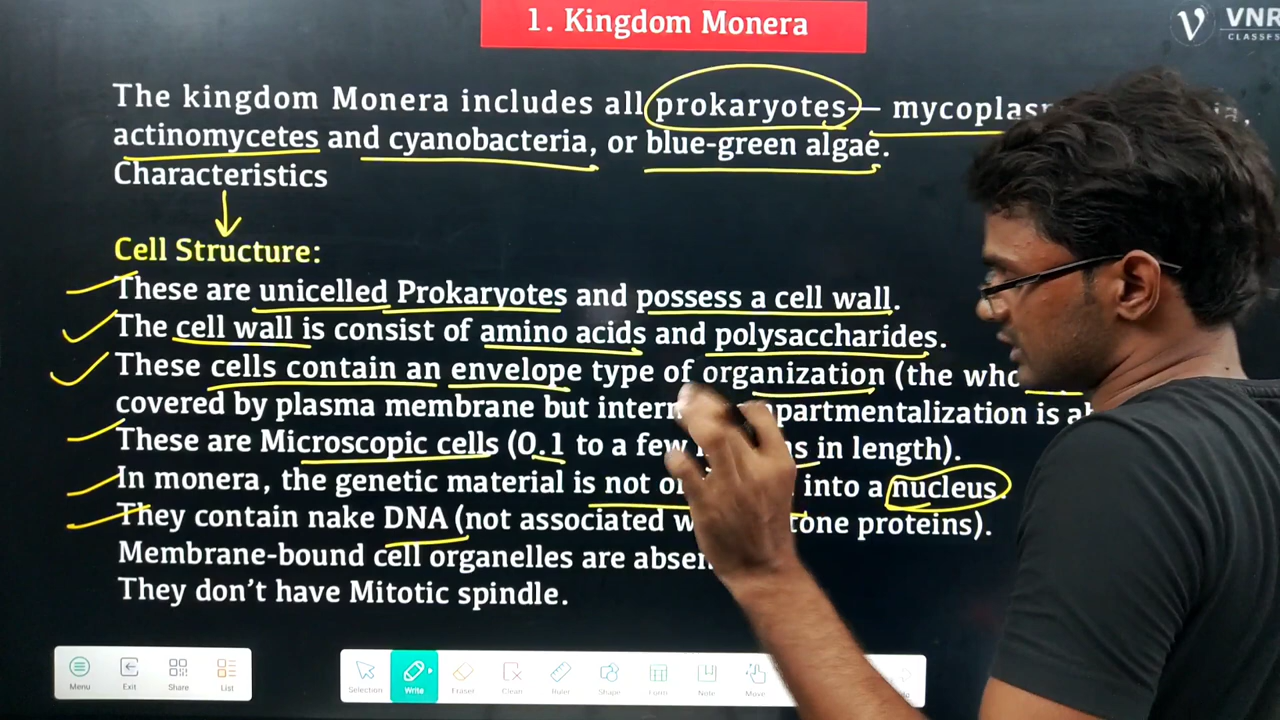 1. Kingdom Monera
VNR
CLASSES
The kingdom Monera includes all prokaryotes— 
actinomycetes and cyanobacteria, or blue-green algae.
Characteristics
Cell Structure:
These are unicelled Prokaryotes and possess a cell wall.
The cell wall is consist of amino acids and polysaccharides.
These cells contain an envelope type of organization (the
covered by plasma membrane but is
These are Microscopic cells (0.1 to a few in length).
In monera, the genetic material is not into a nucleus.
They contain nake DNA (not associated proteins).
Membrane-bound cell organelles are
They don't have Mitotic spindle.
Menu Exit Share List Selection Write Eraser Clean Ruler Shape Form Note Move